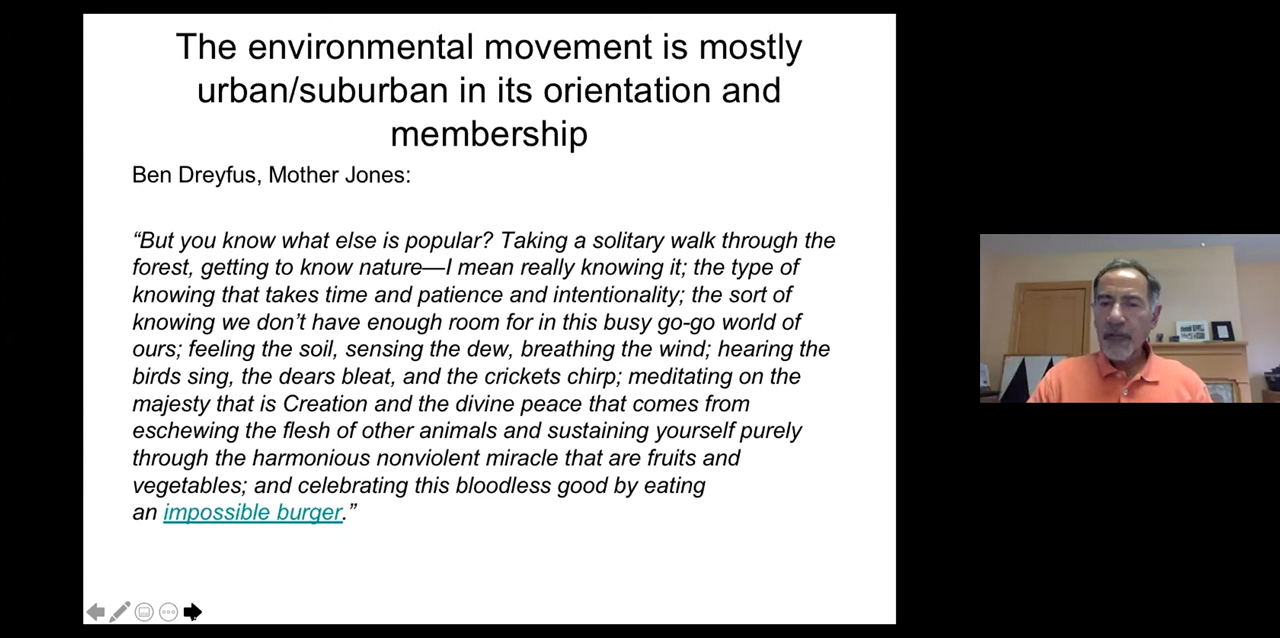 The environmental movement is mostly
urban/suburban in its orientation and
membership
Ben Dreyfus, Mother Jones:
“But you know what else is popular? Taking a solitary walk through the
forest, getting to know nature—I mean really knowing it; the type of
knowing that takes time and patience and intentionality; the sort of
knowing we don’t have enough room for in this busy go-go world of
ours; feeling the soil, sensing the dew, breathing the wind; hearing the
birds sing, the dears bleat, and the crickets chirp; meditating on the
majesty that is Creation and the divine peace that comes from
eschewing the flesh of other animals and sustaining yourself purely
through the harmonious nonviolent miracle that are fruits and
vegetables; and celebrating this bloodless good by eating
an impossible burger.”